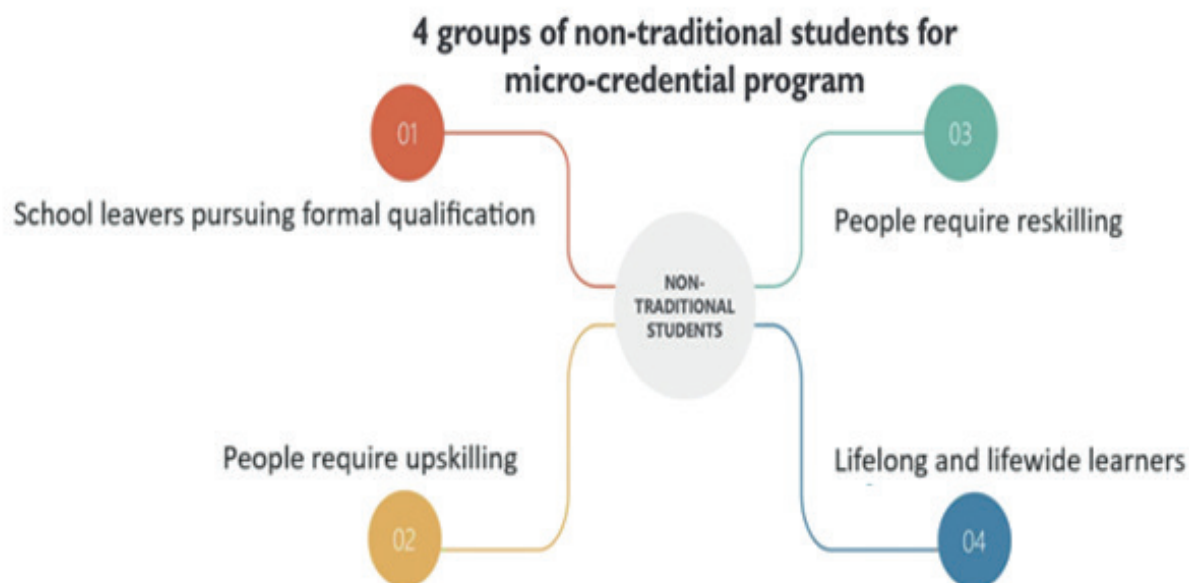 4 groups of non-traditional students for
micro-credential program
01
School leavers pursuing formal qualification
03
People require reskilling
NON-
TRADITIONAL
STUDENTS
People require upskilling
02
Lifelong and lifewide learners
04